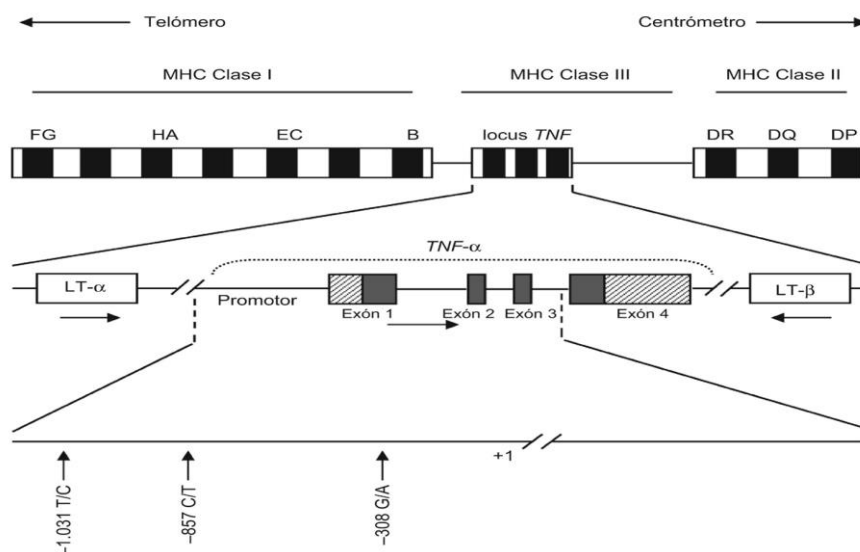 Telómero Centrómetro
MHC Clase I MHC Clase III MHC Clase II
FG HA EC B locus TNF DR DQ DP
TNF-α
LT-α Promotor LT-β
Exón 1 Exón 2 Exón 3 Exón 4
+1
−1.031 T/C −857 C/T −308 G/A